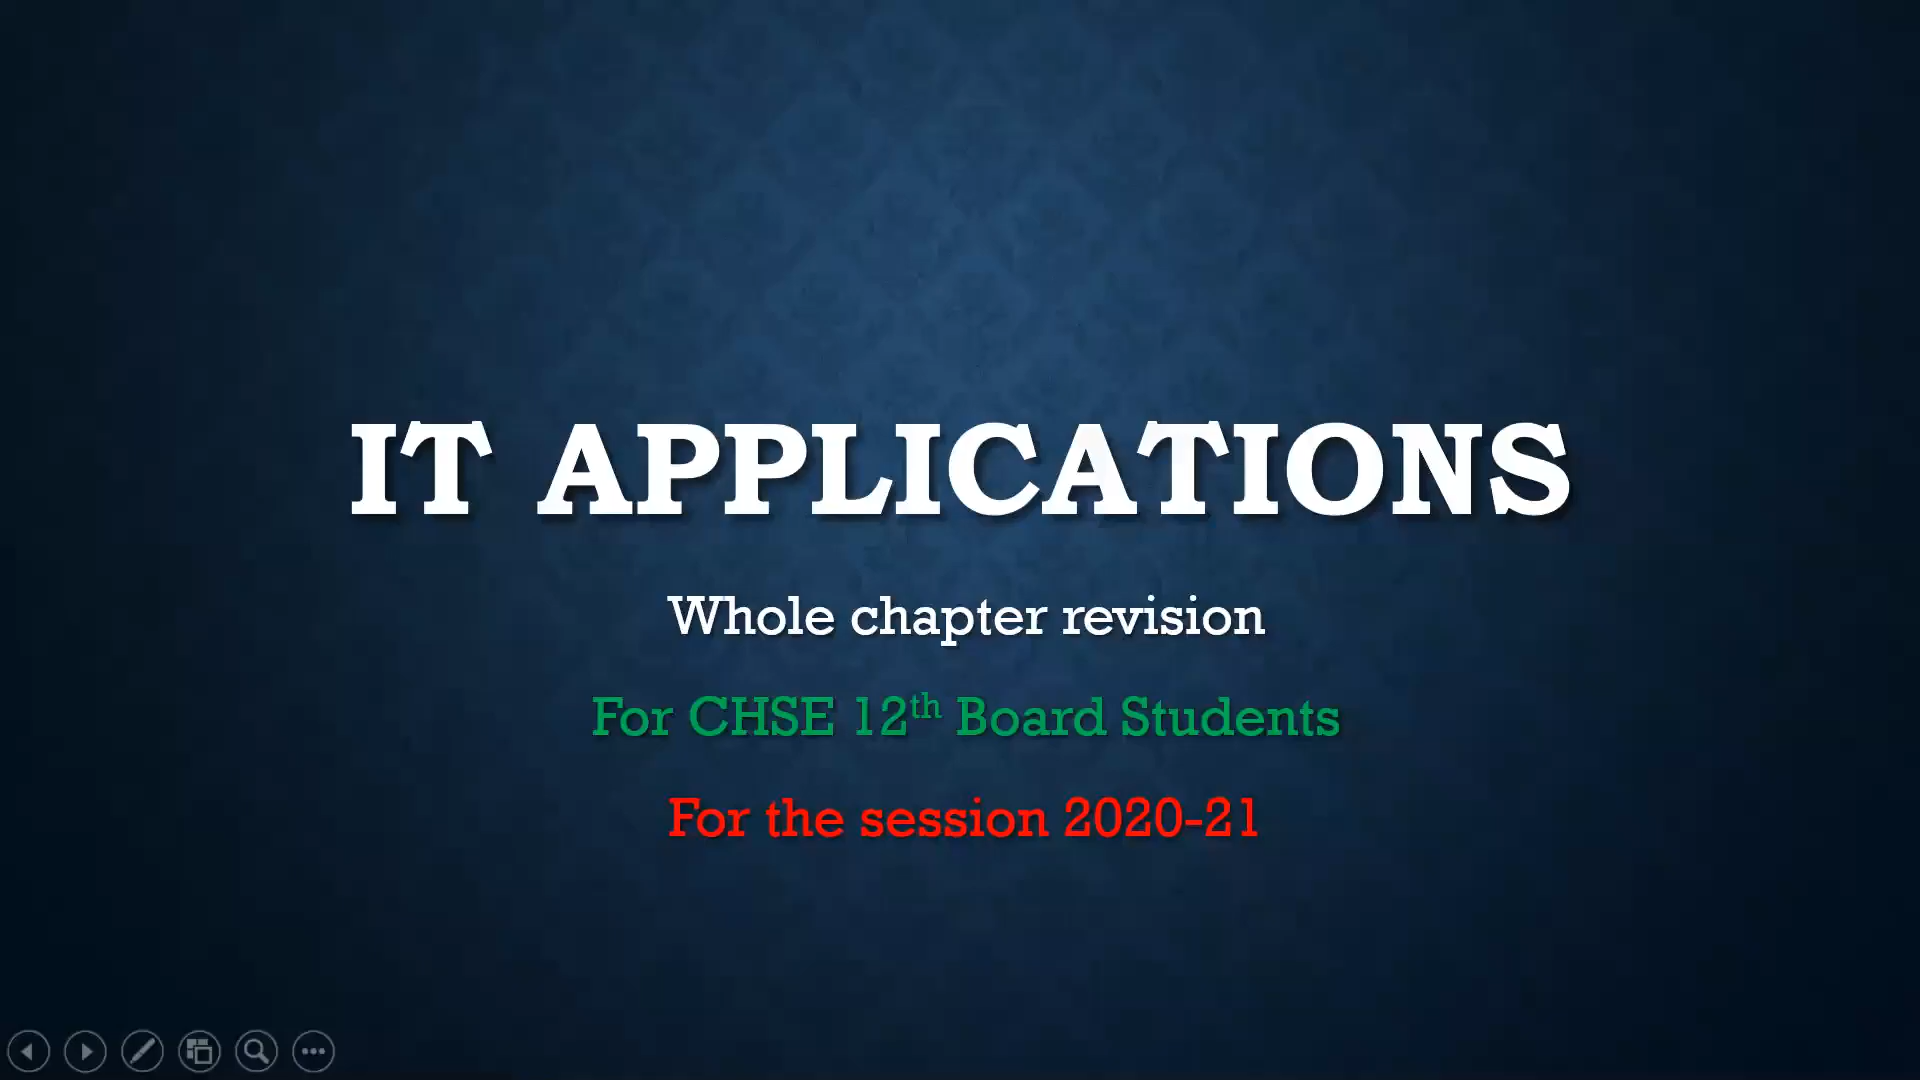 IT APPLICATIONS
Whole chapter revision
For CHSE 12th Board Students
For the session 2020-21